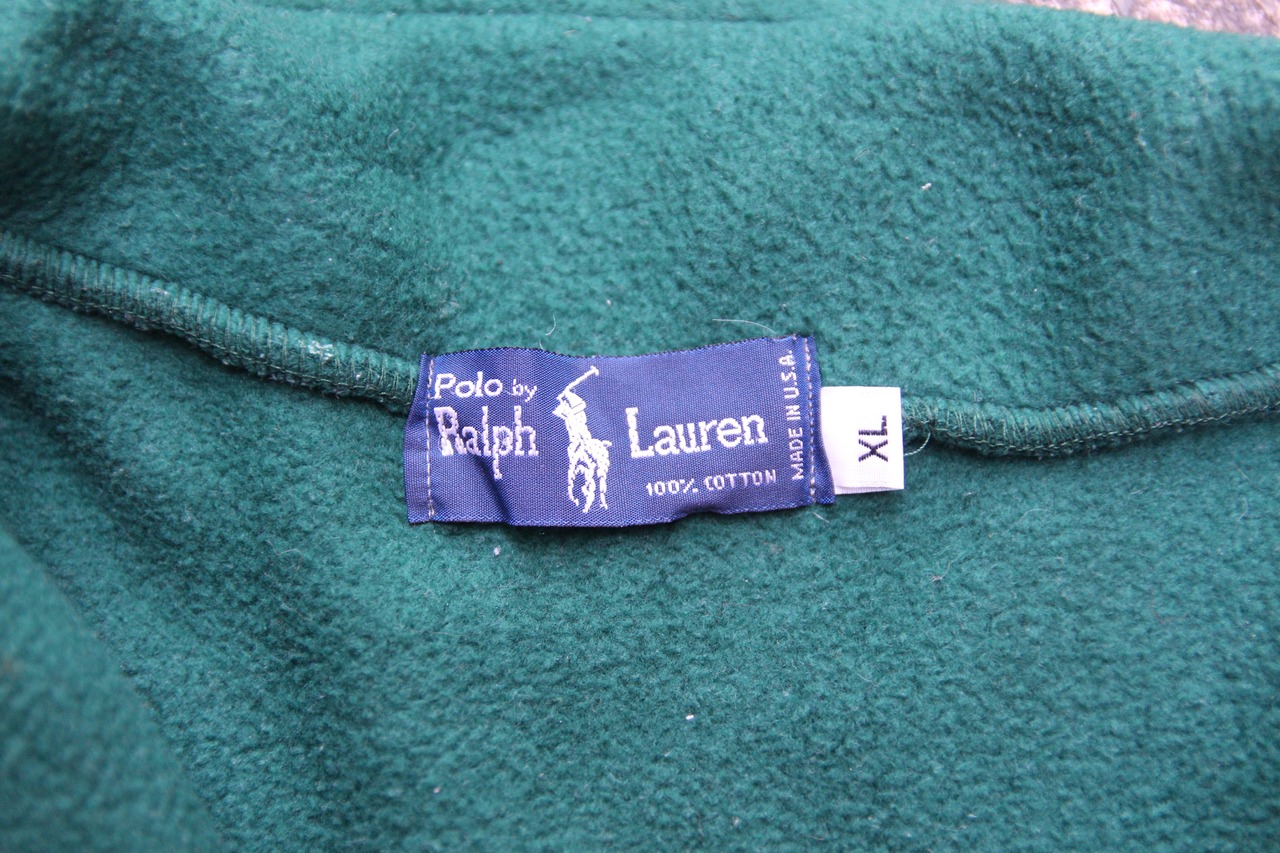 Polo by
Ralph Lauren
100% COTTON
MADE IN U.S.A.
XL